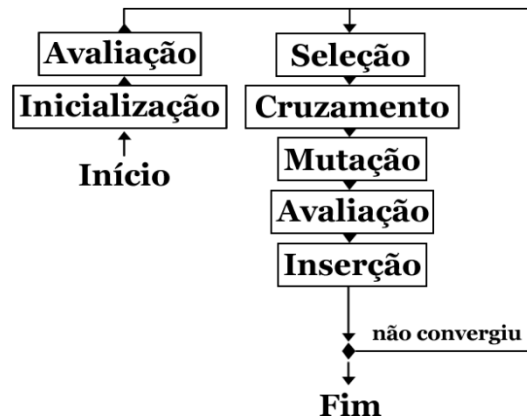 Avaliação
Inicialização
Início
Seleção
Cruzamento
Mutação
Avaliação
Inserção
não convergiu
Fim